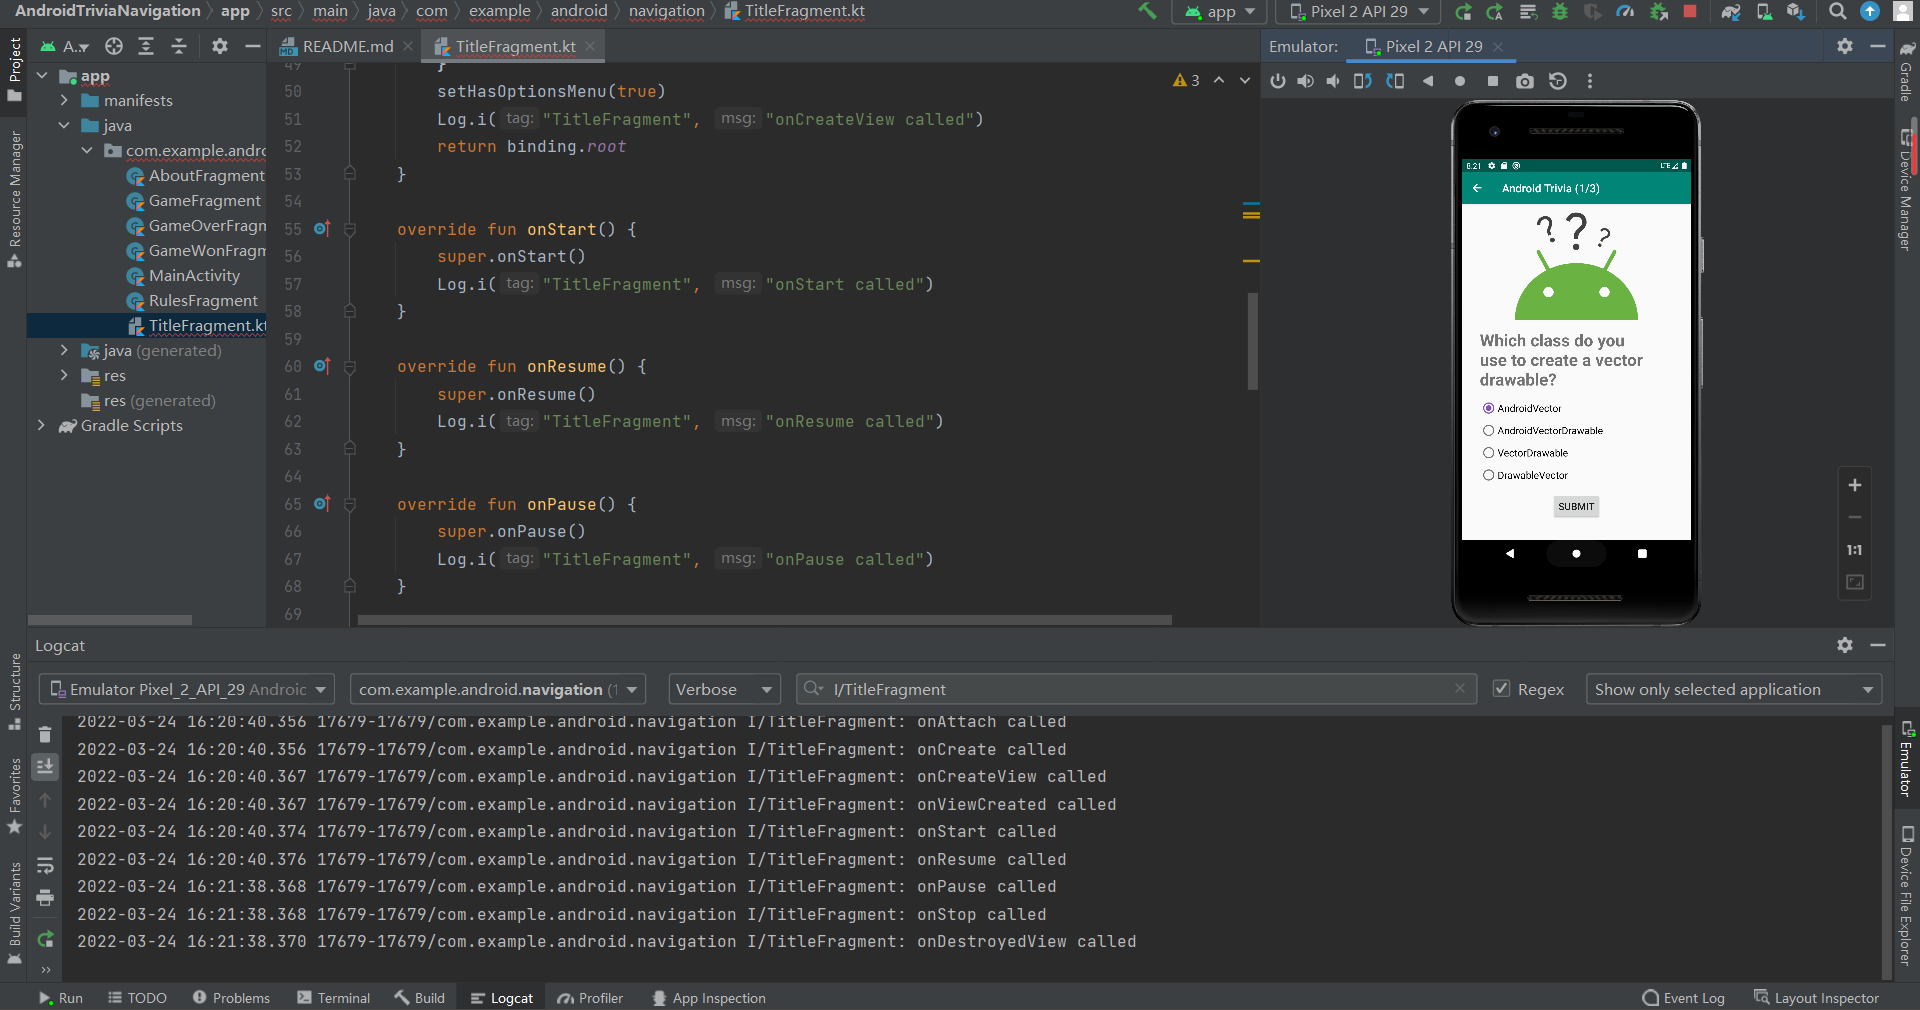 AndroidTriviaNavigation app src main java com example android navigation TitleFragment.kt
app Pixel 2 API 29
Project
A..
README.md TitleFragment.kt
Emulator: Pixel 2 API 29
Gradle
Device Manager
Resource Manager
app
manifests
java
com.example.andro
AboutFragment
GameFragment
GameOverFragm
GameWonFragm
MainActivity
RulesFragment
TitleFragment.kt
java (generated)
res
res (generated)
Gradle Scripts
3
49 }
50 setHasOptionsMenu(true)
51 Log.i( tag: "TitleFragment", msg: "onCreateView called")
52 return binding.root
53 }
54
55 override fun onStart() {
56 super.onStart()
57 Log.i( tag: "TitleFragment", msg: "onStart called")
58 }
59
60 override fun onResume() {
61 super.onResume()
62 Log.i( tag: "TitleFragment", msg: "onResume called")
63 }
64
65 override fun onPause() {
66 super.onPause()
67 Log.i( tag: "TitleFragment", msg: "onPause called")
68 }
69
LTE
Android Trivia (1/3)
? ? ?
Which class do you
use to create a vector
drawable?
AndroidVector
AndroidVectorDrawable
VectorDrawable
DrawableVector
SUBMIT
1:1
Logcat
Emulator Pixel_2_API_29 Android
com.example.android.navigation (1
Verbose
I/TitleFragment
Regex
Show only selected application
2022-03-24 16:20:40.356 17679-17679/com.example.android.navigation I/TitleFragment: onAttach called
2022-03-24 16:20:40.356 17679-17679/com.example.android.navigation I/TitleFragment: onCreate called
2022-03-24 16:20:40.367 17679-17679/com.example.android.navigation I/TitleFragment: onCreateView called
2022-03-24 16:20:40.367 17679-17679/com.example.android.navigation I/TitleFragment: onViewCreated called
2022-03-24 16:20:40.374 17679-17679/com.example.android.navigation I/TitleFragment: onStart called
2022-03-24 16:20:40.376 17679-17679/com.example.android.navigation I/TitleFragment: onResume called
2022-03-24 16:21:38.368 17679-17679/com.example.android.navigation I/TitleFragment: onPause called
2022-03-24 16:21:38.368 17679-17679/com.example.android.navigation I/TitleFragment: onStop called
2022-03-24 16:21:38.370 17679-17679/com.example.android.navigation I/TitleFragment: onDestroyedView called
Structure
Favorites
Build Variants
Emulator
Device File Explorer
Run TODO Problems Terminal Build Logcat Profiler App Inspection Event Log Layout Inspector